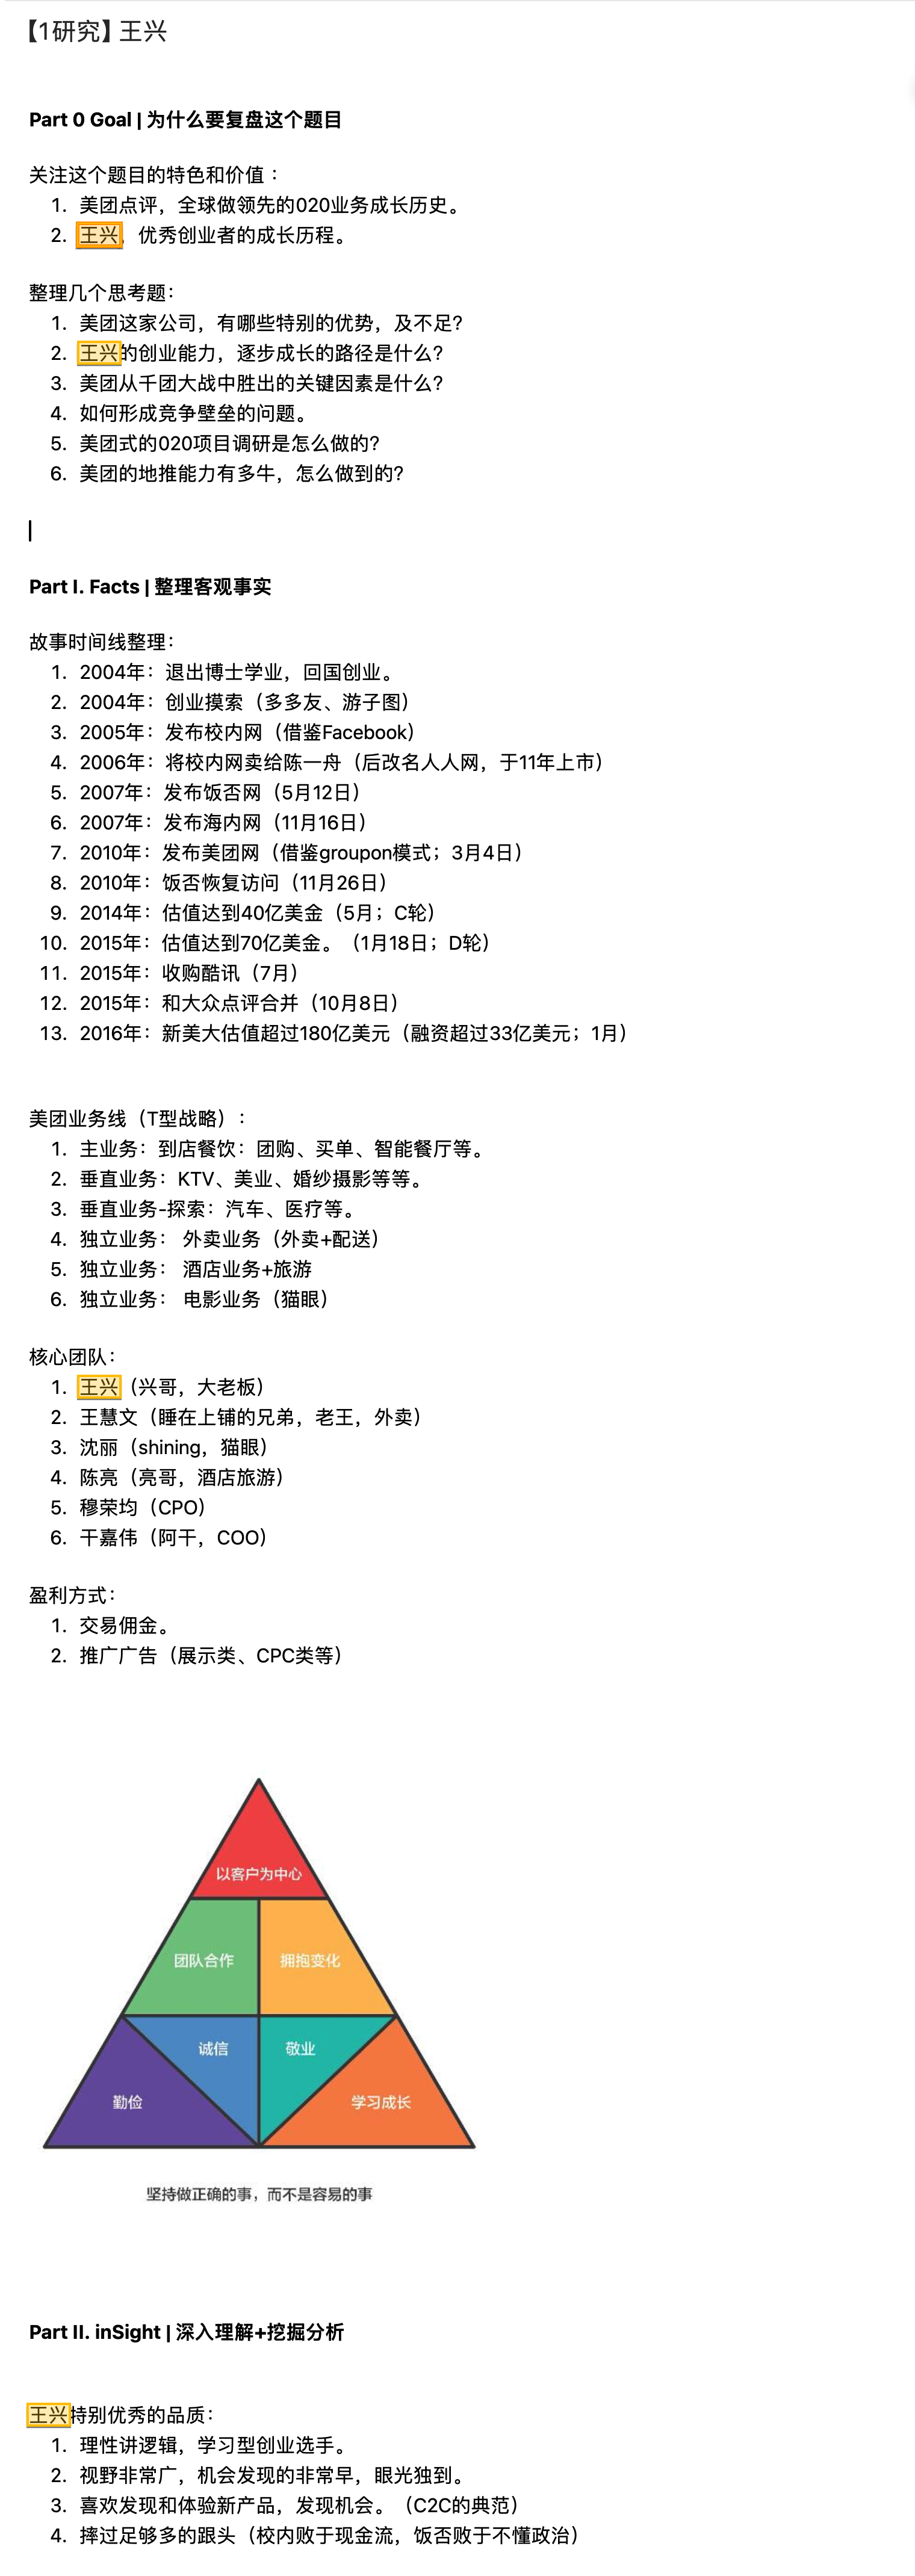 【1研究】王兴
Part 0 Goal | 为什么要复盘这个题目
关注这个题目的特色和价值：
1. 美团点评，全球做领先的020业务成长历史。
2. 王兴，优秀创业者的成长历程。
整理几个思考题：
1. 美团这家公司，有哪些特别的优势，及不足?
2. 王兴的创业能力，逐步成长的路径是什么?
3. 美团从千团大战中胜出的关键因素是什么?
4. 如何形成竞争壁垒的问题。
5. 美团式的020项目调研是怎么做的?
6. 美团的地推能力有多牛，怎么做到的?
Part I. Facts | 整理客观事实
故事时间线整理：
1. 2004年：退出博士学业，回国创业。
2. 2004年：创业摸索（多多友、游子图）
3. 2005年：发布校内网（借鉴Facebook）
4. 2006年：将校内网卖给陈一舟（后改名人人网，于11年上市）
5. 2007年：发布饭否网（5月12日）
6. 2007年：发布海内网（11月16日）
7. 2010年：发布美团网（借鉴groupon模式；3月4日）
8. 2010年：饭否恢复访问（11月26日）
9. 2014年：估值达到40亿美金（5月；C轮）
10. 2015年：估值达到70亿美金。（1月18日；D轮）
11. 2015年：收购酷讯（7月）
12. 2015年：和大众点评合并（10月8日）
13. 2016年：新美大估值超过180亿美元（融资超过33亿美元；1月）
美团业务线（T型战略）：
1. 主业务：到店餐饮：团购、买单、智能餐厅等。
2. 垂直业务：KTV、美业、婚纱摄影等等。
3. 垂直业务-探索：汽车、医疗等。
4. 独立业务： 外卖业务（外卖+配送）
5. 独立业务： 酒店业务+旅游
6. 独立业务： 电影业务（猫眼）
核心团队：
1. 王兴（兴哥，大老板）
2. 王慧文（睡在上铺的兄弟，老王，外卖）
3. 沈丽（shining，猫眼）
4. 陈亮（亮哥，酒店旅游）
5. 穆荣均（CPO）
6. 干嘉伟（阿干，COO）
盈利方式：
1. 交易佣金。
2. 推广广告（展示类、CPC类等）
以客户为中心
团队合作 拥抱变化
诚信 敬业
勤俭 学习成长
坚持做正确的事，而不是容易的事
Part II. inSight | 深入理解+挖掘分析
王兴特别优秀的品质：
1. 理性讲逻辑，学习型创业选手。
2. 视野非常广，机会发现的非常早，眼光独到。
3. 喜欢发现和体验新产品，发现机会。（C2C的典范）
4. 摔过足够多的跟头（校内败于现金流，饭否败于不懂政治）